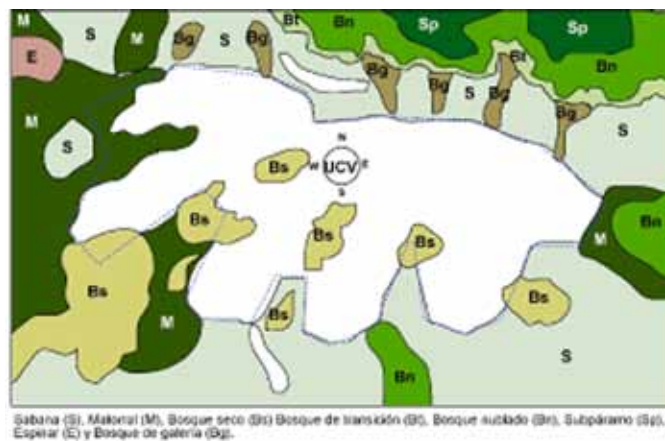 M S M Bg S Bg Bt Bn Sp Sp
E Bg Bg S Bt Bg Bg Bn S
M S
N
Bs W UCV E
S
Bs Bs Bs M Bn
Bs M Bs Bs
Bn S
Sabana (S), Matorral (M), Bosque seco (Bs) Bosque de transición (Bt), Bosque nublado (Bn), Subpáramo (Sp),
Espinar (E) y Bosque de galería (Bg).